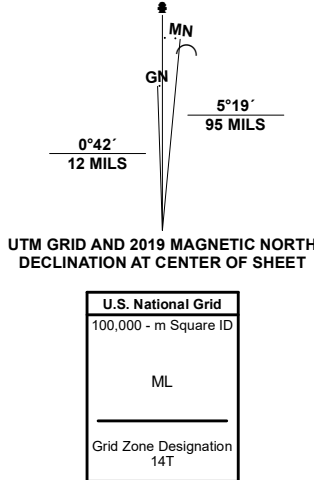 MN
GN
5°19´
95 MILS
0°42´
12 MILS
UTM GRID AND 2019 MAGNETIC NORTH
DECLINATION AT CENTER OF SHEET
U.S. National Grid
100,000 - m Square ID
ML
Grid Zone Designation
14T